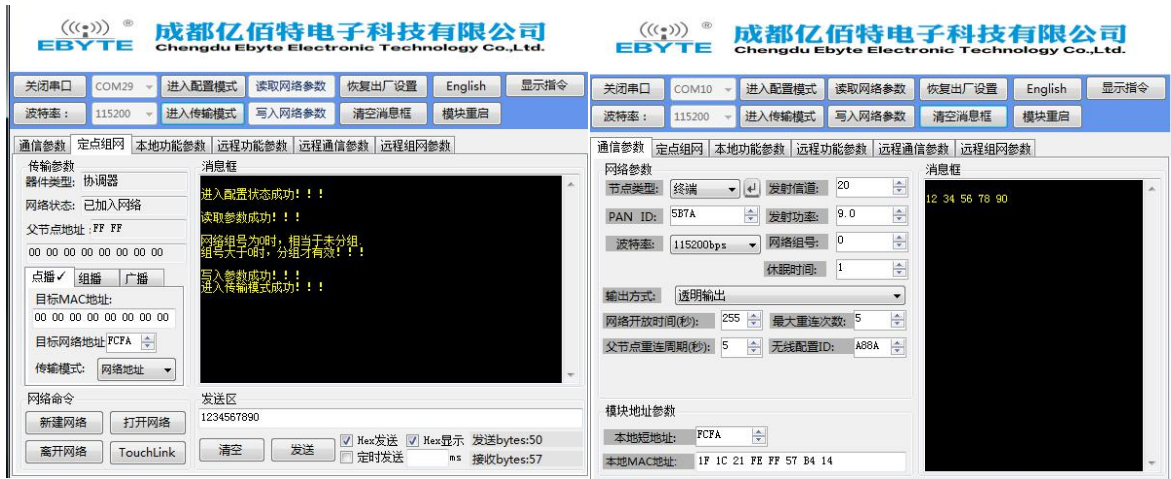 EBYTE
®
成都亿佰特电子科技有限公司
Chengdu Ebyte Electronic Technology Co.,Ltd.
关闭串口 COM29 进入配置模式 读取网络参数 恢复出厂设置 English 显示指令
波特率： 115200 进入传输模式 写入网络参数 清空消息框 模块重启
通信参数 定点组网 本地功能参数 远程功能参数 远程通信参数 远程组网参数
传输参数
器件类型: 协调器
网络状态: 已加入网络
父节点地址:FF FF
00 00 00 00 00 00 00 00
点播✓ 组播 广播
目标MAC地址:
00 00 00 00 00 00 00 00
目标网络地址 FCFA
传输模式: 网络地址
消息框
进入配置状态成功！！！
读取参数成功！！！
网络组号为0时，相当于未分组.
组号大于0时，分组才有效！！！
写入参数成功！！！
进入传输模式成功！！！
网络命令
新建网络 打开网络
离开网络 TouchLink
发送区
1234567890
清空 发送
Hex发送 Hex显示 发送bytes:50
定时发送 ms 接收bytes:57
EBYTE
®
成都亿佰特电子科技有限公司
Chengdu Ebyte Electronic Technology Co.,Ltd.
关闭串口 COM10 进入配置模式 读取网络参数 恢复出厂设置 English 显示指令
波特率： 115200 进入传输模式 写入网络参数 清空消息框 模块重启
通信参数 定点组网 本地功能参数 远程功能参数 远程通信参数 远程组网参数
网络参数
节点类型: 终端 发射信道: 20
PAN ID: 5B7A 发射功率: 9.0
波特率: 115200bps 网络组号: 0
休眠时间: 1
输出方式: 透明输出
网络开放时间(秒): 255 最大重连次数: 5
父节点重连周期(秒): 5 无线配置ID: A88A
模块地址参数
本地短地址: FCFA
本地MAC地址: 1F 1C 21 FE FF 57 B4 14
消息框
12 34 56 78 90